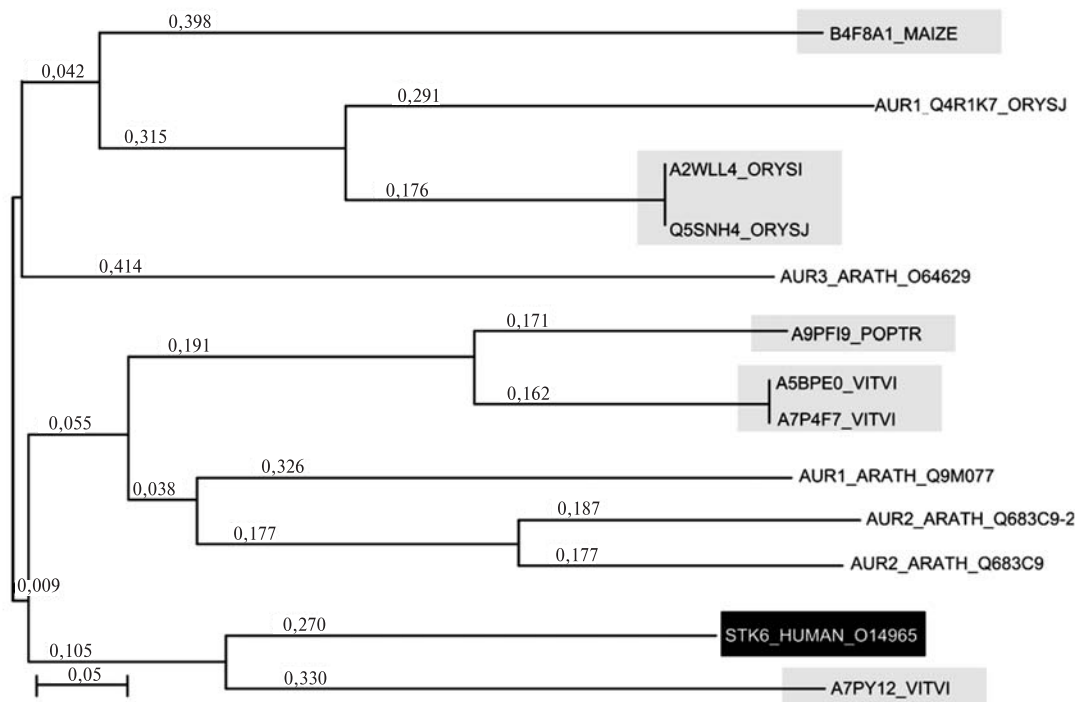 0,398
B4F8A1_MAIZE
0,042
0,291
AUR1_Q4R1K7_ORYSJ
0,315
A2WLL4_ORYSI
0,176
Q5SNH4_ORYSJ
0,414
AUR3_ARATH_O64629
0,171
A9PFI9_POPTR
0,191
A5BPE0_VITVI
0,162
A7P4F7_VITVI
0,055
0,326
AUR1_ARATH_Q9M077
0,038
0,187
AUR2_ARATH_Q683C9-2
0,177
0,177
AUR2_ARATH_Q683C9
0,009
0,270
STK6_HUMAN_O14965
0,105
0,05
0,330
A7PY12_VITVI